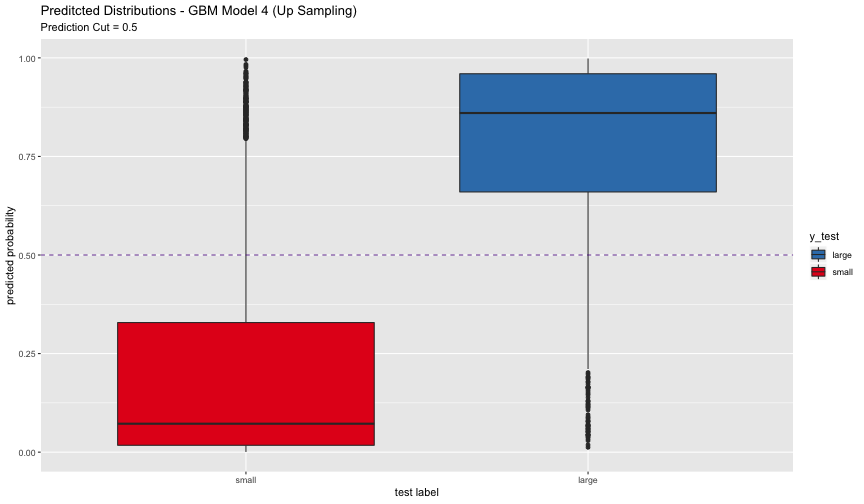 Preditcted Distributions - GBM Model 4 (Up Sampling)
Prediction Cut = 0.5
predicted probability
1.00
0.75
0.50
0.25
0.00
small
large
test label
y_test
large
small